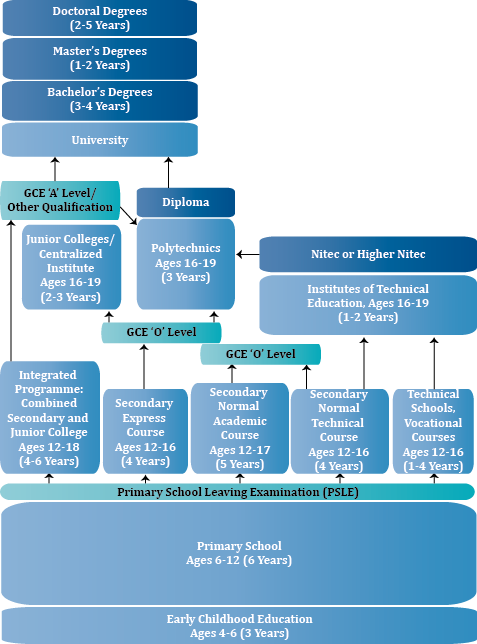 Doctoral Degrees
(2-5 Years)
Master's Degrees
(1-2 Years)
Bachelor's Degrees
(3-4 Years)
University
GCE 'A' Level/
Other Qualification
Diploma
Junior Colleges/
Centralized
Institute
Ages 16-19
(2-3 Years)
Polytechnics
Ages 16-19
(3 Years)
Nitec or Higher Nitec
Institutes of Technical
Education, Ages 16-19
(1-2 Years)
GCE 'O' Level
GCE 'O' Level
Integrated
Programme:
Combined
Secondary and
Junior College
Ages 12-18
(4-6 Years)
Secondary
Express
Course
Ages 12-16
(4 Years)
Secondary
Normal
Academic
Course
Ages 12-17
(5 Years)
Secondary
Normal
Technical
Course
Ages 12-16
(4 Years)
Technical
Schools,
Vocational
Courses
Ages 12-16
(1-4 Years)
Primary School Leaving Examination (PSLE)
Primary School
Ages 6-12 (6 Years)
Early Childhood Education
Ages 4-6 (3 Years)